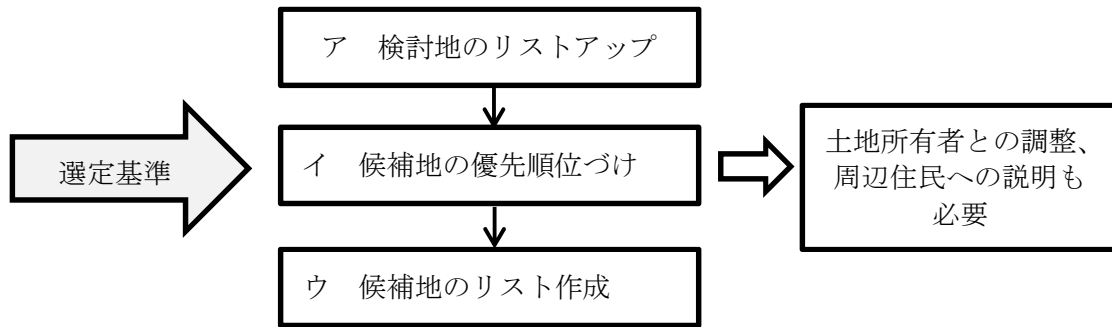 ア　検討地のリストアップ
選定基準
イ　候補地の優先順位づけ
土地所有者との調整、
周辺住民への説明も
必要
ウ　候補地のリスト作成